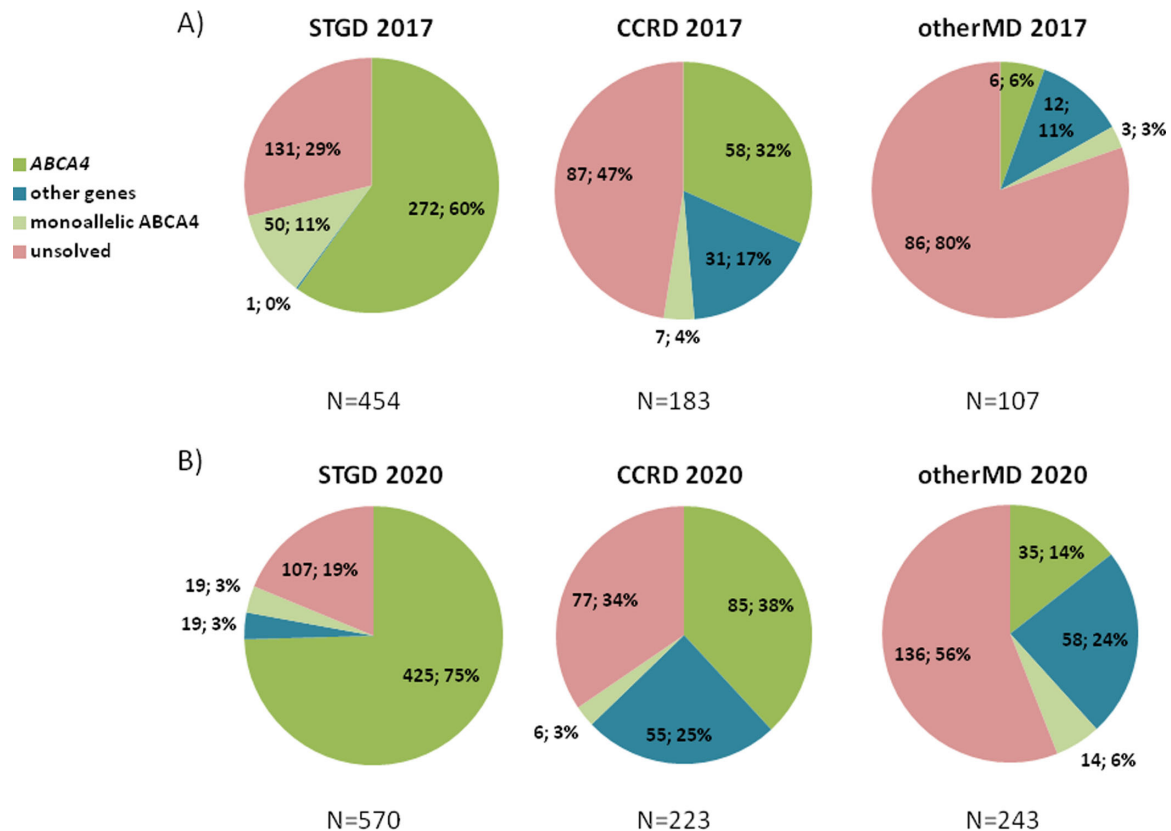 A)
STGD 2017
CCRD 2017
otherMD 2017
ABCA4
other genes
monoallelic ABCA4
unsolved
131; 29%
272; 60%
50; 11%
1; 0%
87; 47%
58; 32%
31; 17%
7; 4%
6; 6%
12;
11%
3; 3%
86; 80%
N=454
N=183
N=107
B)
STGD 2020
CCRD 2020
otherMD 2020
107; 19%
19; 3%
19; 3%
425; 75%
77; 34%
85; 38%
6; 3%
55; 25%
35; 14%
58; 24%
136; 56%
14; 6%
N=570
N=223
N=243